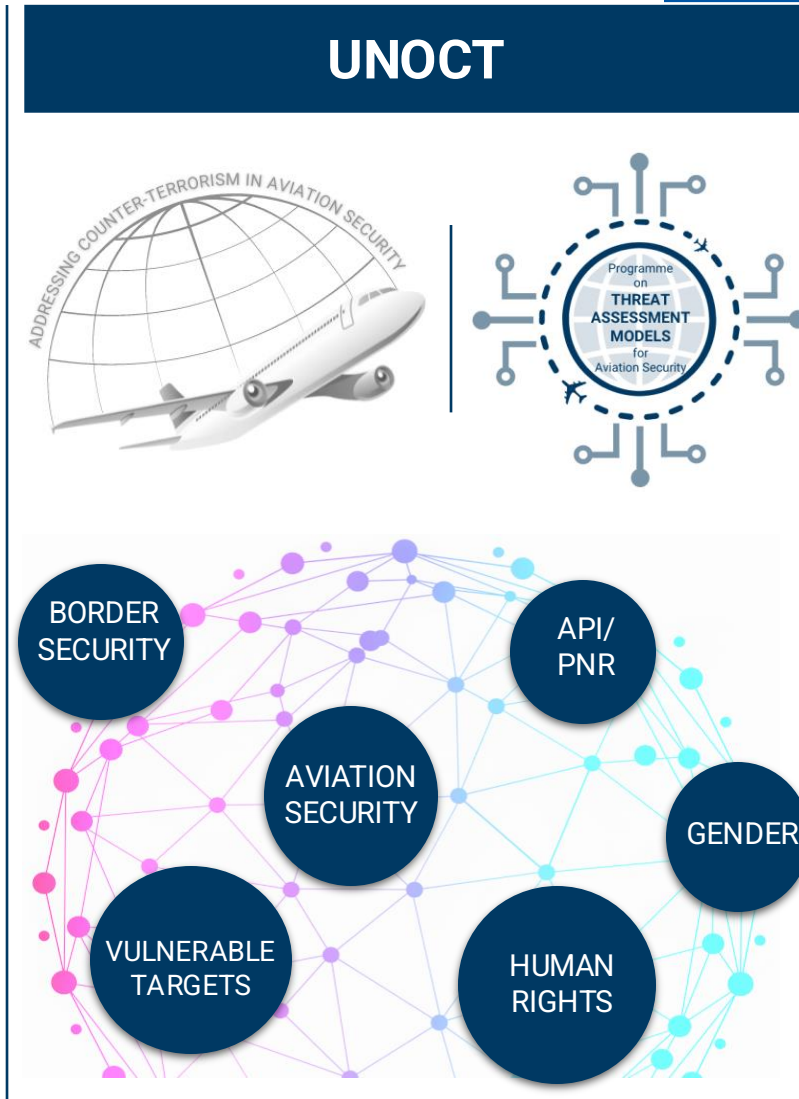 UNOCT
ADDRESSING COUNTER-TERRORISM IN AVIATION SECURITY
Programme
on
THREAT
ASSESSMENT
MODELS
for
Aviation Security
BORDER
SECURITY
API/
PNR
AVIATION
SECURITY
GENDER
VULNERABLE
TARGETS
HUMAN
RIGHTS